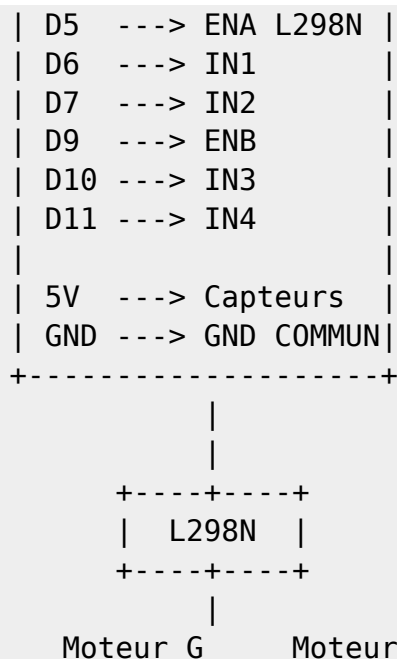 | D5  ---> ENA L298N |
| D6  ---> IN1       |
| D7  ---> IN2       |
| D9  ---> ENB       |
| D10 ---> IN3       |
| D11 ---> IN4       |
|                    |
| 5V  ---> Capteurs  |
| GND ---> GND COMMUN|
+--------------------+
           |
           |
      +----+----+
      |  L298N  |
      +----+----+
           |
   Moteur G     Moteur